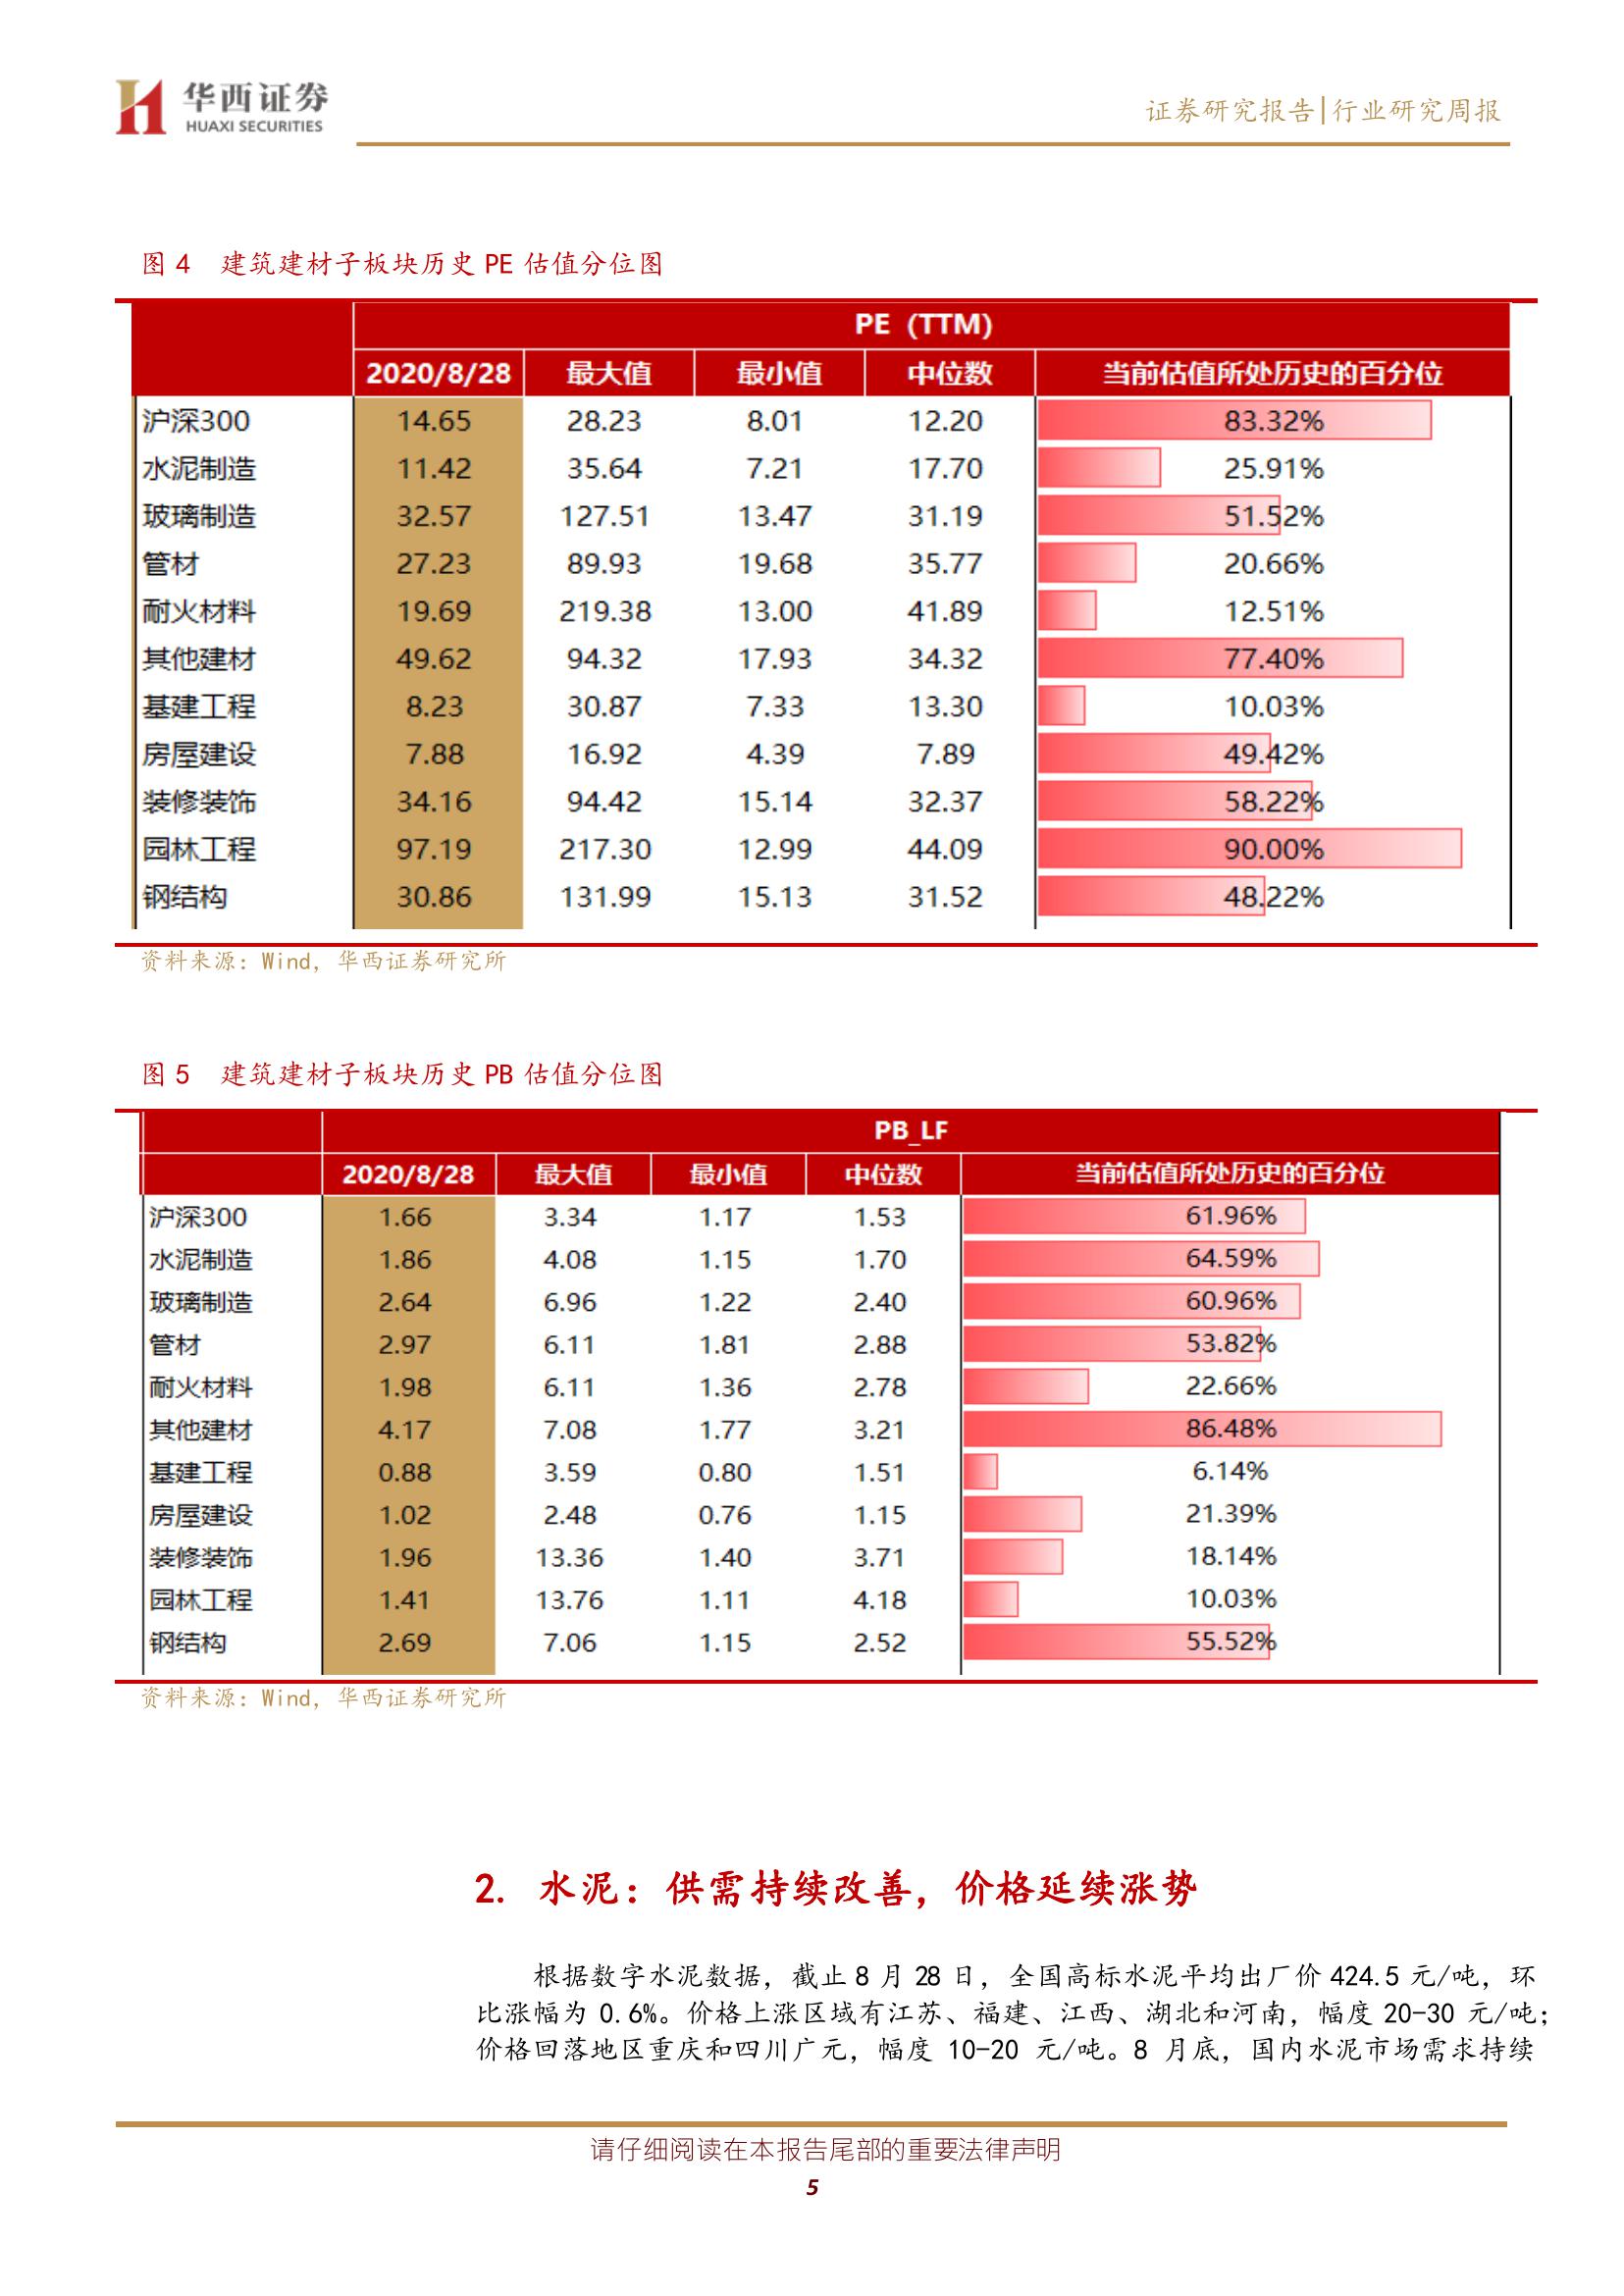 华西证券
HUAXI SECURITIES
证券研究报告|行业研究周报
图 4 建筑建材子板块历史 PE 估值分位图
PE (TTM)
2020/8/28 最大值 最小值 中位数 当前估值所处历史的百分位
沪深300 14.65 28.23 8.01 12.20 83.32%
水泥制造 11.42 35.64 7.21 17.70 25.91%
玻璃制造 32.57 127.51 13.47 31.19 51.52%
管材 27.23 89.93 19.68 35.77 20.66%
耐火材料 19.69 219.38 13.00 41.89 12.51%
其他建材 49.62 94.32 17.93 34.32 77.40%
基建工程 8.23 30.87 7.33 13.30 10.03%
房屋建设 7.88 16.92 4.39 7.89 49.42%
装修装饰 34.16 94.42 15.14 32.37 58.22%
园林工程 97.19 217.30 12.99 44.09 90.00%
钢结构 30.86 131.99 15.13 31.52 48.22%
资料来源：Wind，华西证券研究所
图 5 建筑建材子板块历史 PB 估值分位图
PB_LF
2020/8/28 最大值 最小值 中位数 当前估值所处历史的百分位
沪深300 1.66 3.34 1.17 1.53 61.96%
水泥制造 1.86 4.08 1.15 1.70 64.59%
玻璃制造 2.64 6.96 1.22 2.40 60.96%
管材 2.97 6.11 1.81 2.88 53.82%
耐火材料 1.98 6.11 1.36 2.78 22.66%
其他建材 4.17 7.08 1.77 3.21 86.48%
基建工程 0.88 3.59 0.80 1.51 6.14%
房屋建设 1.02 2.48 0.76 1.15 21.39%
装修装饰 1.96 13.36 1.40 3.71 18.14%
园林工程 1.41 13.76 1.11 4.18 10.03%
钢结构 2.69 7.06 1.15 2.52 55.52%
资料来源：Wind，华西证券研究所
2. 水泥：供需持续改善，价格延续涨势
根据数字水泥数据，截止 8 月 28 日，全国高标水泥平均出厂价 424.5 元/吨，环
比涨幅为 0.6%。价格上涨区域有江苏、福建、江西、湖北和河南，幅度 20-30 元/吨；
价格回落地区重庆和四川广元，幅度 10-20 元/吨。8 月底，国内水泥市场需求持续
请仔细阅读在本报告尾部的重要法律声明
5